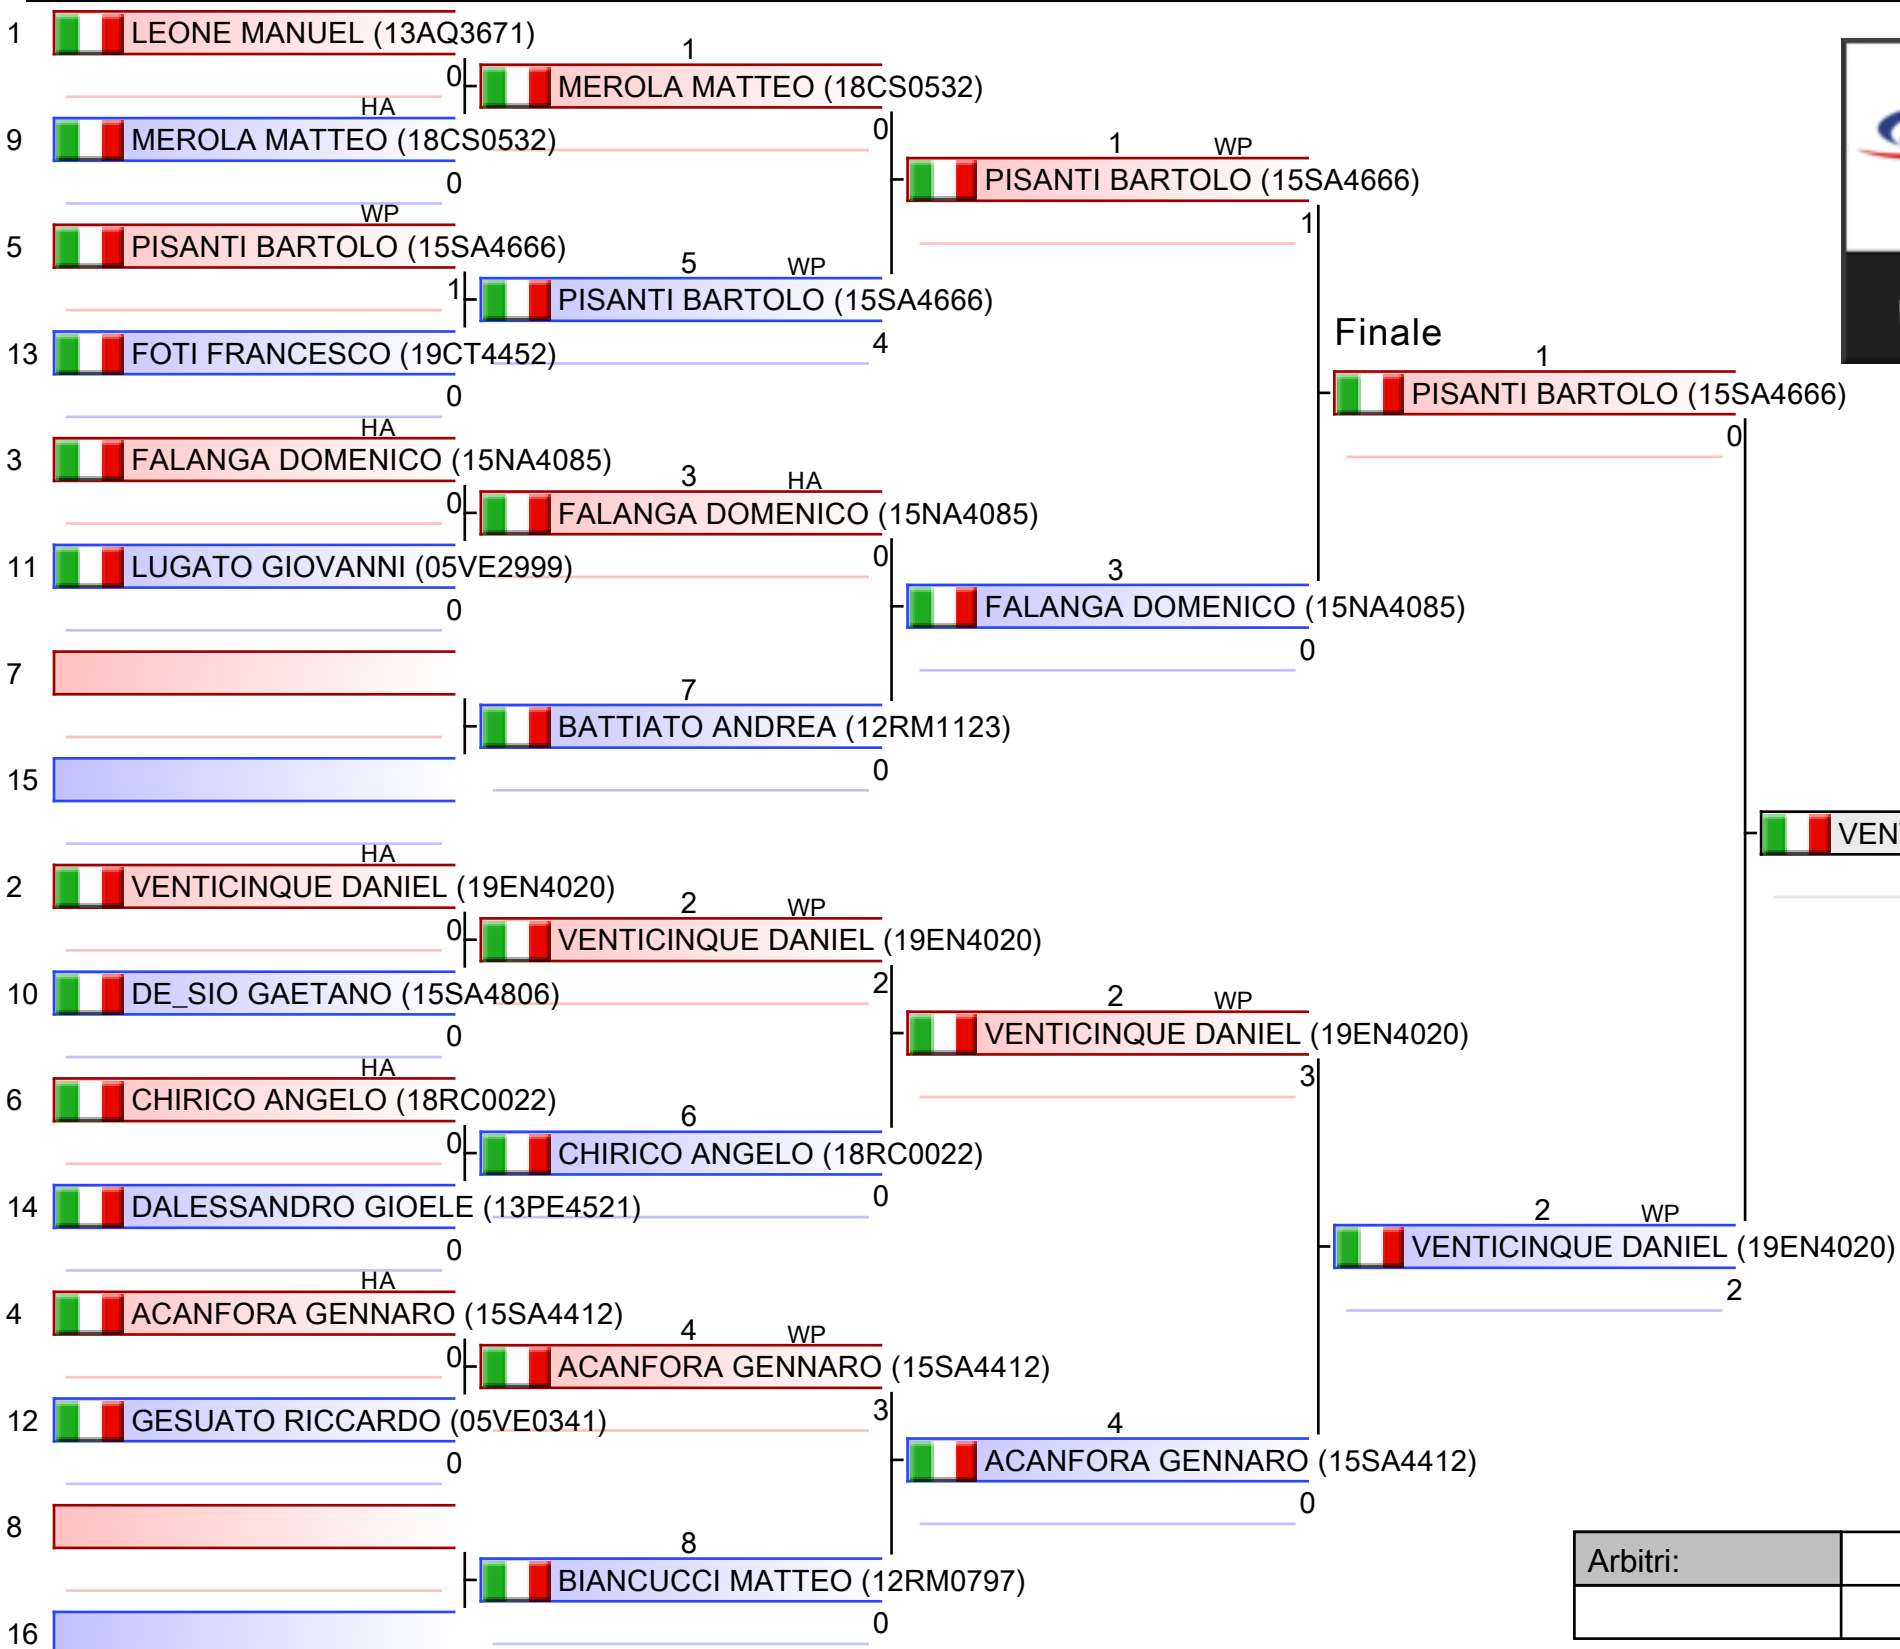 1 LEONE MANUEL (13AQ3671)
0
HA
9 MEROLA MATTEO (18CS0532)
0
WP
5 PISANTI BARTOLO (15SA4666)
1
13 FOTI FRANCESCO (19CT4452)
0
HA
3 FALANGA DOMENICO (15NA4085)
0
11 LUGATO GIOVANNI (05VE2999)
0
7
15
HA
2 VENTICINQUE DANIEL (19EN4020)
0
10 DE_SIO GAETANO (15SA4806)
0
HA
6 CHIRICO ANGELO (18RC0022)
0
14 DALESSANDRO GIOELE (13PE4521)
0
HA
4 ACANFORA GENNARO (15SA4412)
0
12 GESUATO RICCARDO (05VE0341)
0
8
16
1
MEROLA MATTEO (18CS0532)
0
5 WP
PISANTI BARTOLO (15SA4666)
4
3 HA
FALANGA DOMENICO (15NA4085)
0
7
BATTIATO ANDREA (12RM1123)
0
2 WP
VENTICINQUE DANIEL (19EN4020)
2
6
CHIRICO ANGELO (18RC0022)
0
4 WP
ACANFORA GENNARO (15SA4412)
3
8
BIANCUCCI MATTEO (12RM0797)
0
1 WP
PISANTI BARTOLO (15SA4666)
1
3
FALANGA DOMENICO (15NA4085)
0
2 WP
VENTICINQUE DANIEL (19EN4020)
3
4
ACANFORA GENNARO (15SA4412)
0
Finale
1
PISANTI BARTOLO (15SA4666)
0
2 WP
VENTICINQUE DANIEL (19EN4020)
2
VEN
Arbitri: